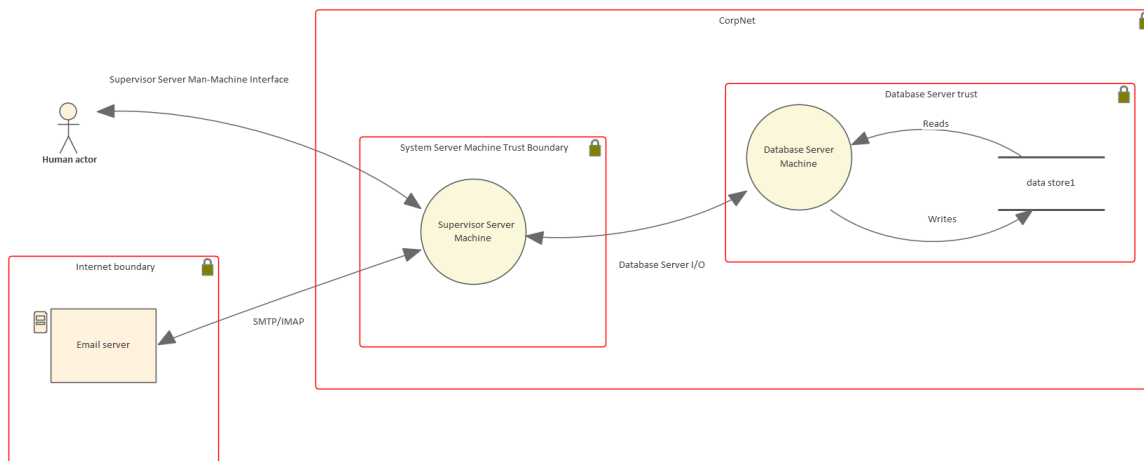 CorpNet
Supervisor Server Man-Machine Interface
Human actor
Database Server trust
Reads
Database Server
Machine
data store1
Writes
System Server Machine Trust Boundary
Supervisor Server
Machine
Database Server I/O
Internet boundary
SMTP/IMAP
Email server